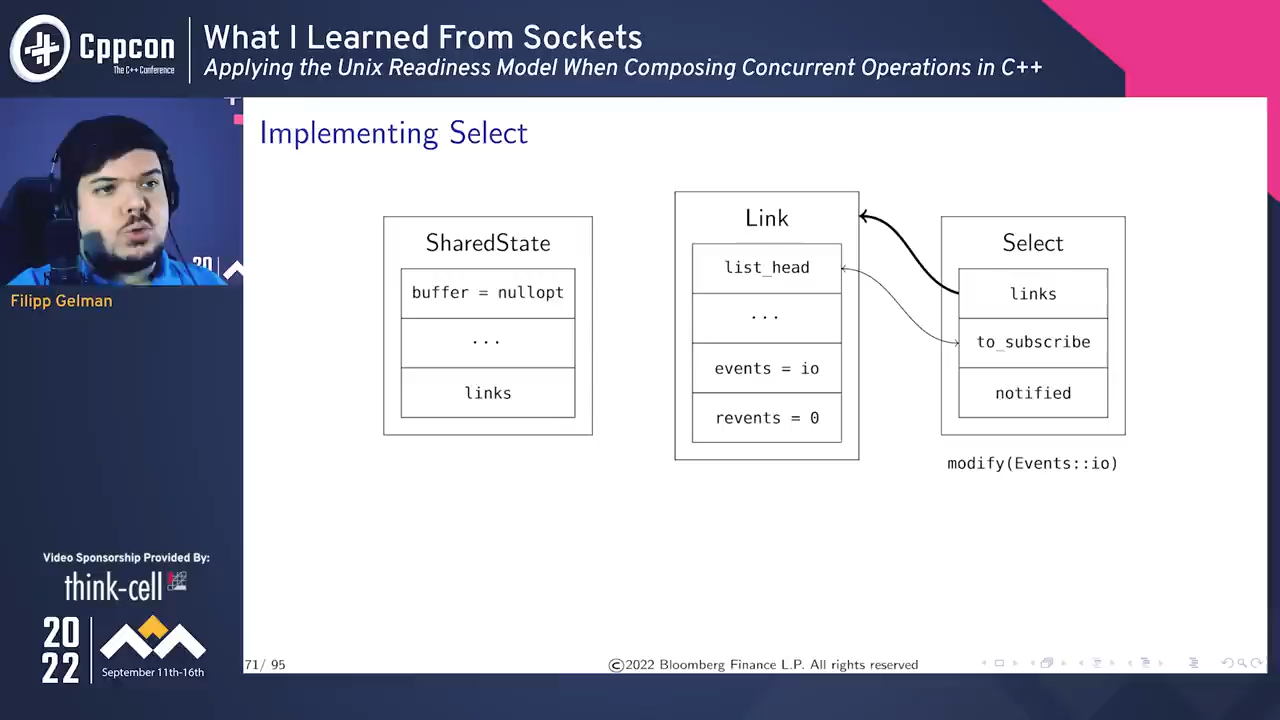 Cppcon
The C++ Conference
What I Learned From Sockets
Applying the Unix Readiness Model When Composing Concurrent Operations in C++
Filipp Gelman
Implementing Select
SharedState
buffer = nullopt
...
links
Link
list_head
...
events = io
revents = 0
Select
links
to_subscribe
notified
modify(Events::io)
Video Sponsorship Provided By:
think-cell
20
22
September 11th-16th
71/ 95
©2022 Bloomberg Finance L.P. All rights reserved